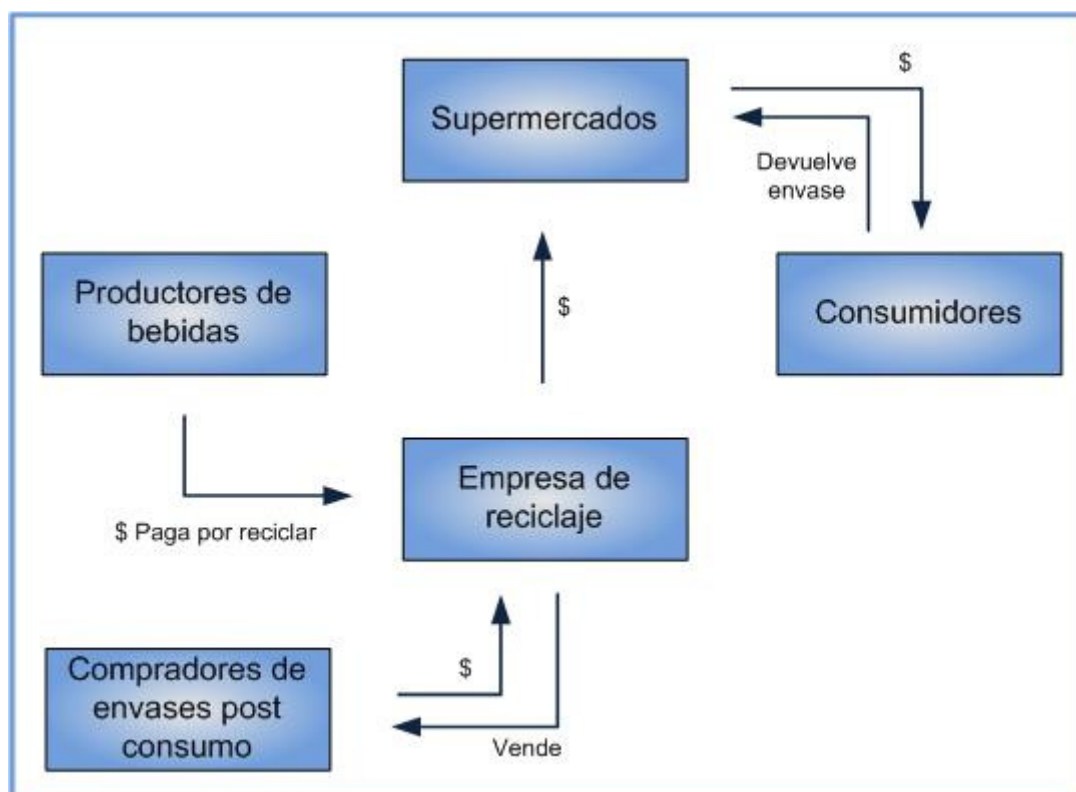 Supermercados
$
Devuelve
envase
Productores de
bebidas
$
Consumidores
$ Paga por reciclar
Empresa de
reciclaje
Compradores de
envases post
consumo
$
Vende